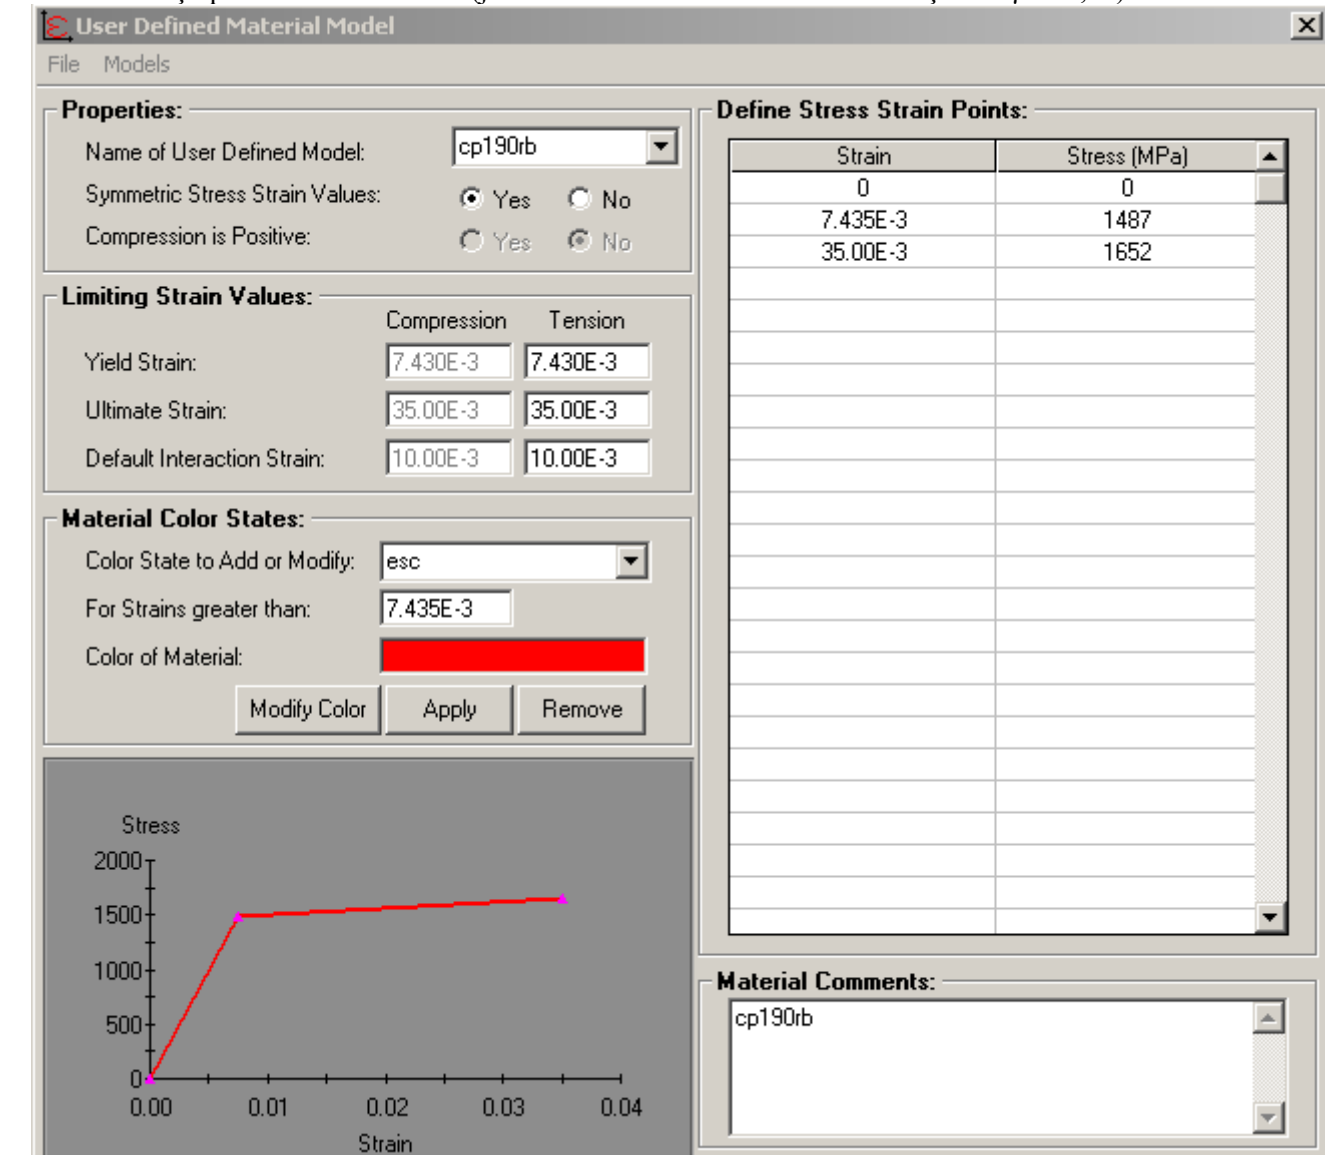 User Defined Material Model
File Models
Properties:
Name of User Defined Model: cp190rb
Symmetric Stress Strain Values: Yes No
Compression is Positive: Yes No
Limiting Strain Values:
Compression Tension
Yield Strain: 7.430E-3 7.430E-3
Ultimate Strain: 35.00E-3 35.00E-3
Default Interaction Strain: 10.00E-3 10.00E-3
Material Color States:
Color State to Add or Modify: esc
For Strains greater than: 7.435E-3
Color of Material:
Modify Color Apply Remove
Stress
2000
1500
1000
500
0
0.00 0.01 0.02 0.03 0.04
Strain
Define Stress Strain Points:
Strain Stress (MPa)
0 0
7.435E-3 1487
35.00E-3 1652
Material Comments:
cp190rb